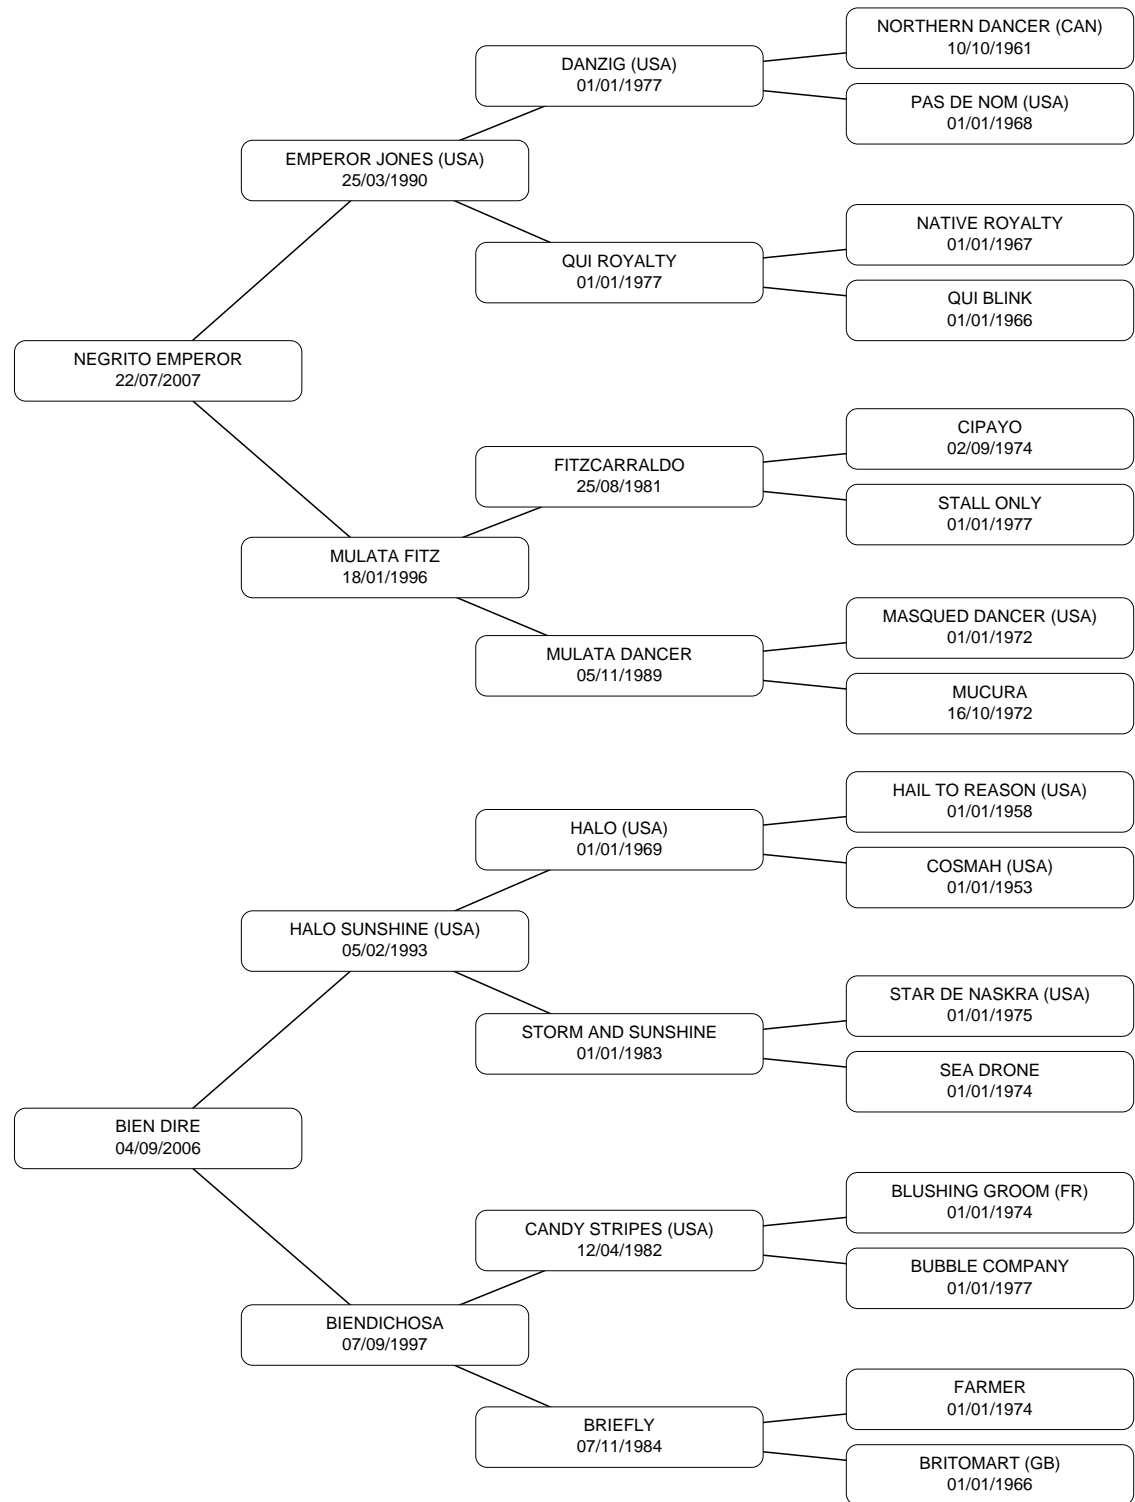 NORTHERN DANCER (CAN)
10/10/1961
DANZIG (USA)
01/01/1977
PAS DE NOM (USA)
01/01/1968
EMPEROR JONES (USA)
25/03/1990
NATIVE ROYALTY
01/01/1967
QUI ROYALTY
01/01/1977
QUI BLINK
01/01/1966
NEGRITO EMPEROR
22/07/2007
CIPAYO
02/09/1974
FITZCARRALDO
25/08/1981
STALL ONLY
01/01/1977
MULATA FITZ
18/01/1996
MASQUED DANCER (USA)
01/01/1972
MULATA DANCER
05/11/1989
MUCURA
16/10/1972
HAIL TO REASON (USA)
01/01/1958
HALO (USA)
01/01/1969
COSMAH (USA)
01/01/1953
HALO SUNSHINE (USA)
05/02/1993
STAR DE NASKRA (USA)
01/01/1975
STORM AND SUNSHINE
01/01/1983
SEA DRONE
01/01/1974
BIEN DIRE
04/09/2006
BLUSHING GROOM (FR)
01/01/1974
CANDY STRIPES (USA)
12/04/1982
BUBBLE COMPANY
01/01/1977
BIENDICHOSA
07/09/1997
FARMER
01/01/1974
BRIEFLY
07/11/1984
BRITOMART (GB)
01/01/1966